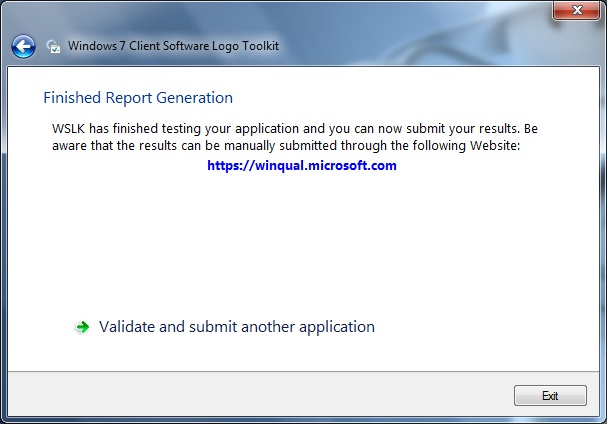 Windows 7 Client Software Logo Toolkit
Finished Report Generation
WSLK has finished testing your application and you can now submit your results. Be
aware that the results can be manually submitted through the following Website:
https://winqual.microsoft.com
Validate and submit another application
Exit